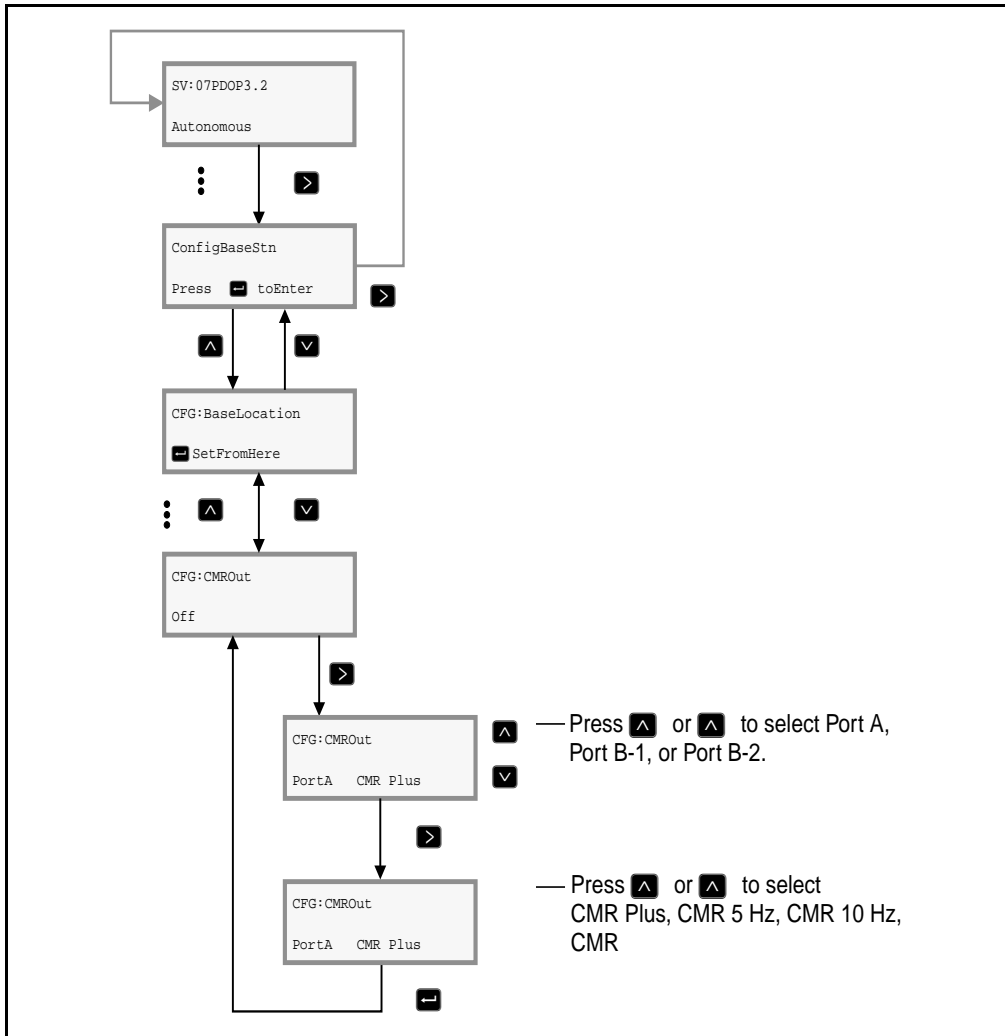 SV:07PDOP3.2
Autonomous
ConfigBaseStn
Press toEnter
CFG:BaseLocation
SetFromHere
CFG:CMROut
Off
CFG:CMROut
PortA CMR Plus
Press or to select Port A,
Port B-1, or Port B-2.
CFG:CMROut
PortA CMR Plus
Press or to select
CMR Plus, CMR 5 Hz, CMR 10 Hz,
CMR